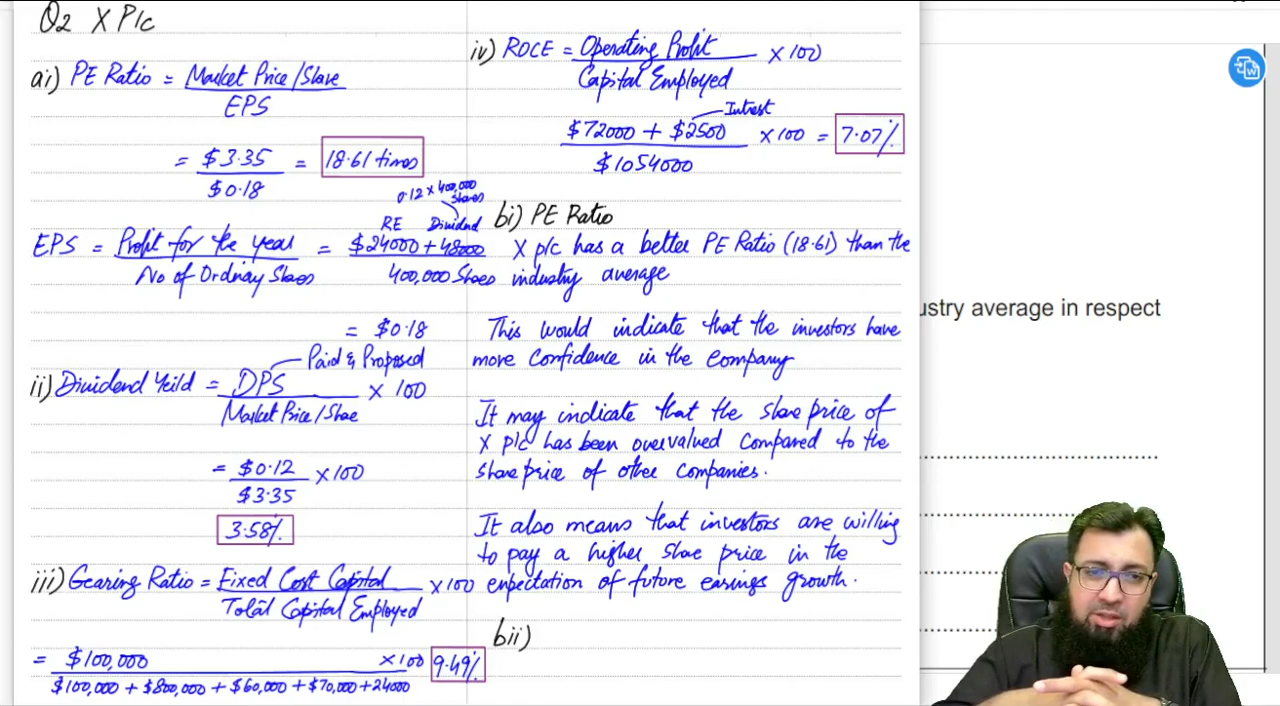 Q2 X Plc
ai) PE Ratio = Market Price/Share
EPS
= $3.35 = 18.61 times
$0.18
0.12 × 400,000
Shares
RE Dividend
EPS = Profit for the year = $24000 + 48000
No of Ordinay Shares 400,000 Shares
= $0.18
Paid & Proposed
ii) Dividend Yeild = DPS × 100
Market Price/Share
= $0.12 × 100
$3.35
3.58%
iii) Gearing Ratio = Fixed Cost Capital × 100
Total Capital Employed
= $100,000 × 100 9.49%
$100,000 + $800,000 + $60,000 + $70,000 + 24000
iv) ROCE = Operating Profit × 100
Capital Employed
Intrest
$72000 + $2500 × 100 = 7.07%
$1054000
bi) PE Ratio
X plc has a better PE Ratio (18.61) than the
industry average
This would indicate that the investors have
more confidence in the company
It may indicate that the share price of
X plc has been overvalued compared to the
share price of other companies.
It also means that investors are willing
to pay a higher share price in the
expectation of future earnings growth.
bii)
ustry average in respect
W